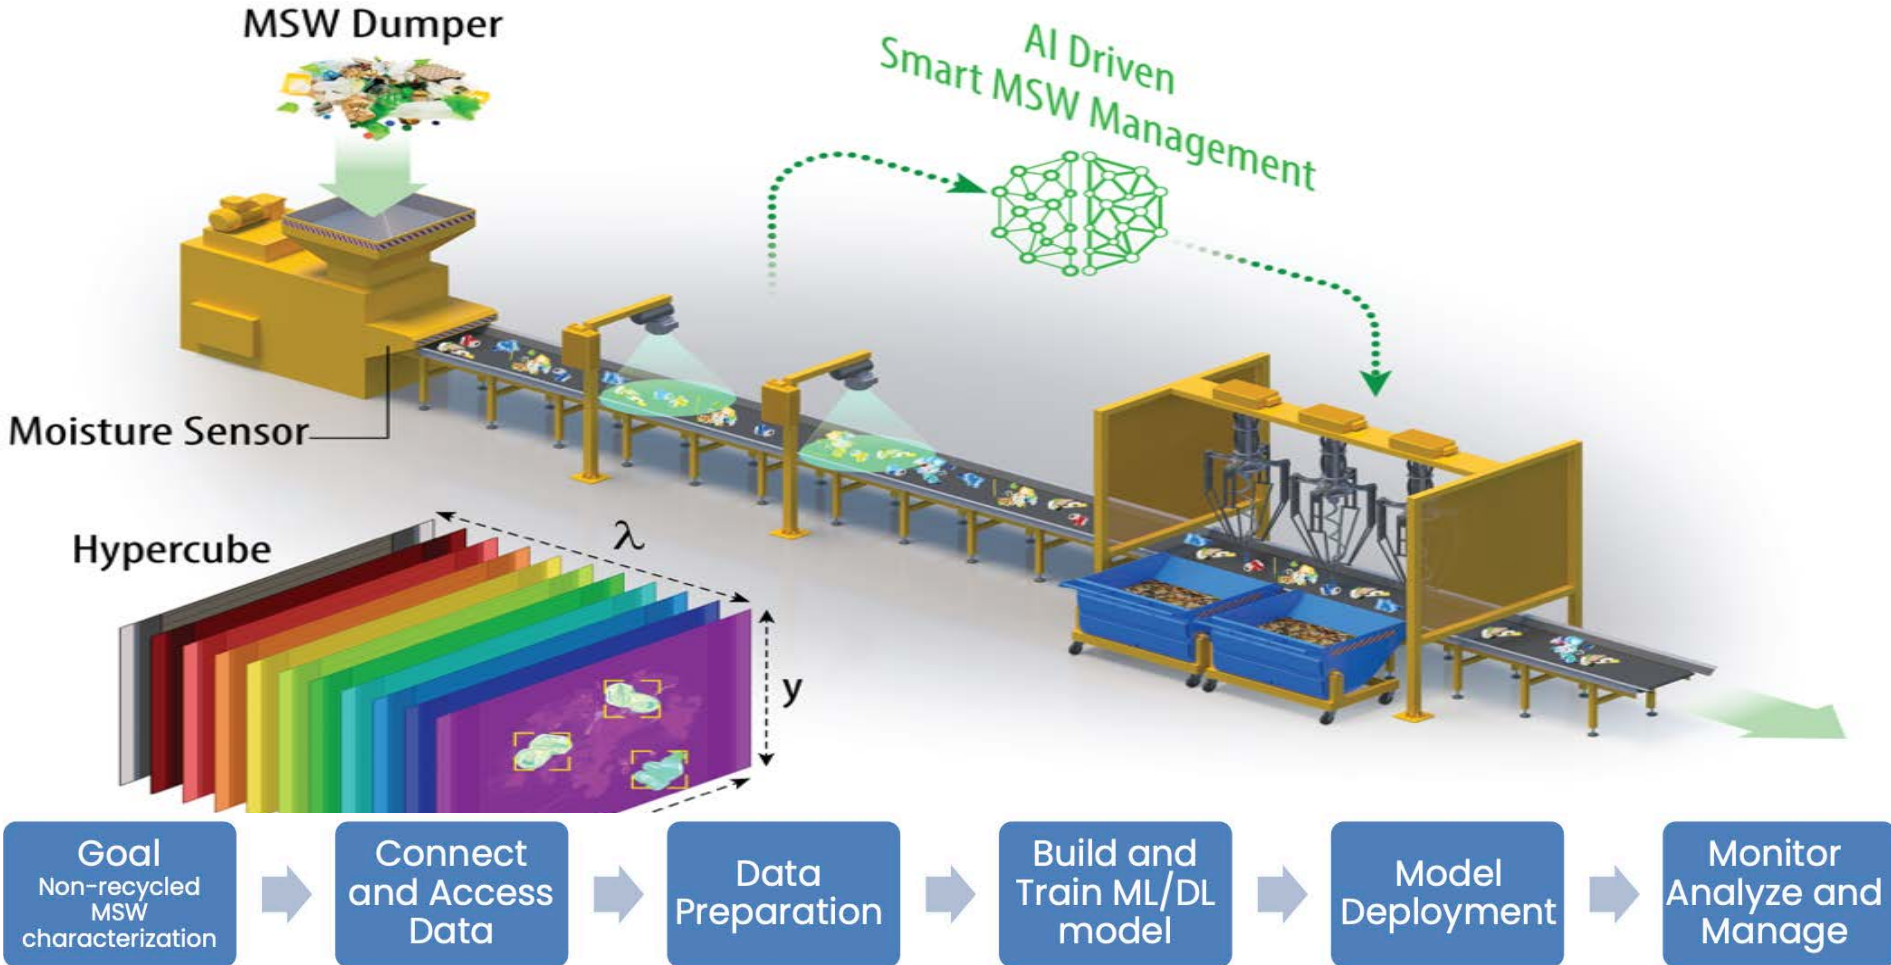 MSW Dumper
AI Driven
Smart MSW Management
Moisture Sensor
Hypercube
λ
y
Goal
Non-recycled
MSW
characterization
Connect
and Access
Data
Data
Preparation
Build and
Train ML/DL
model
Model
Deployment
Monitor
Analyze and
Manage